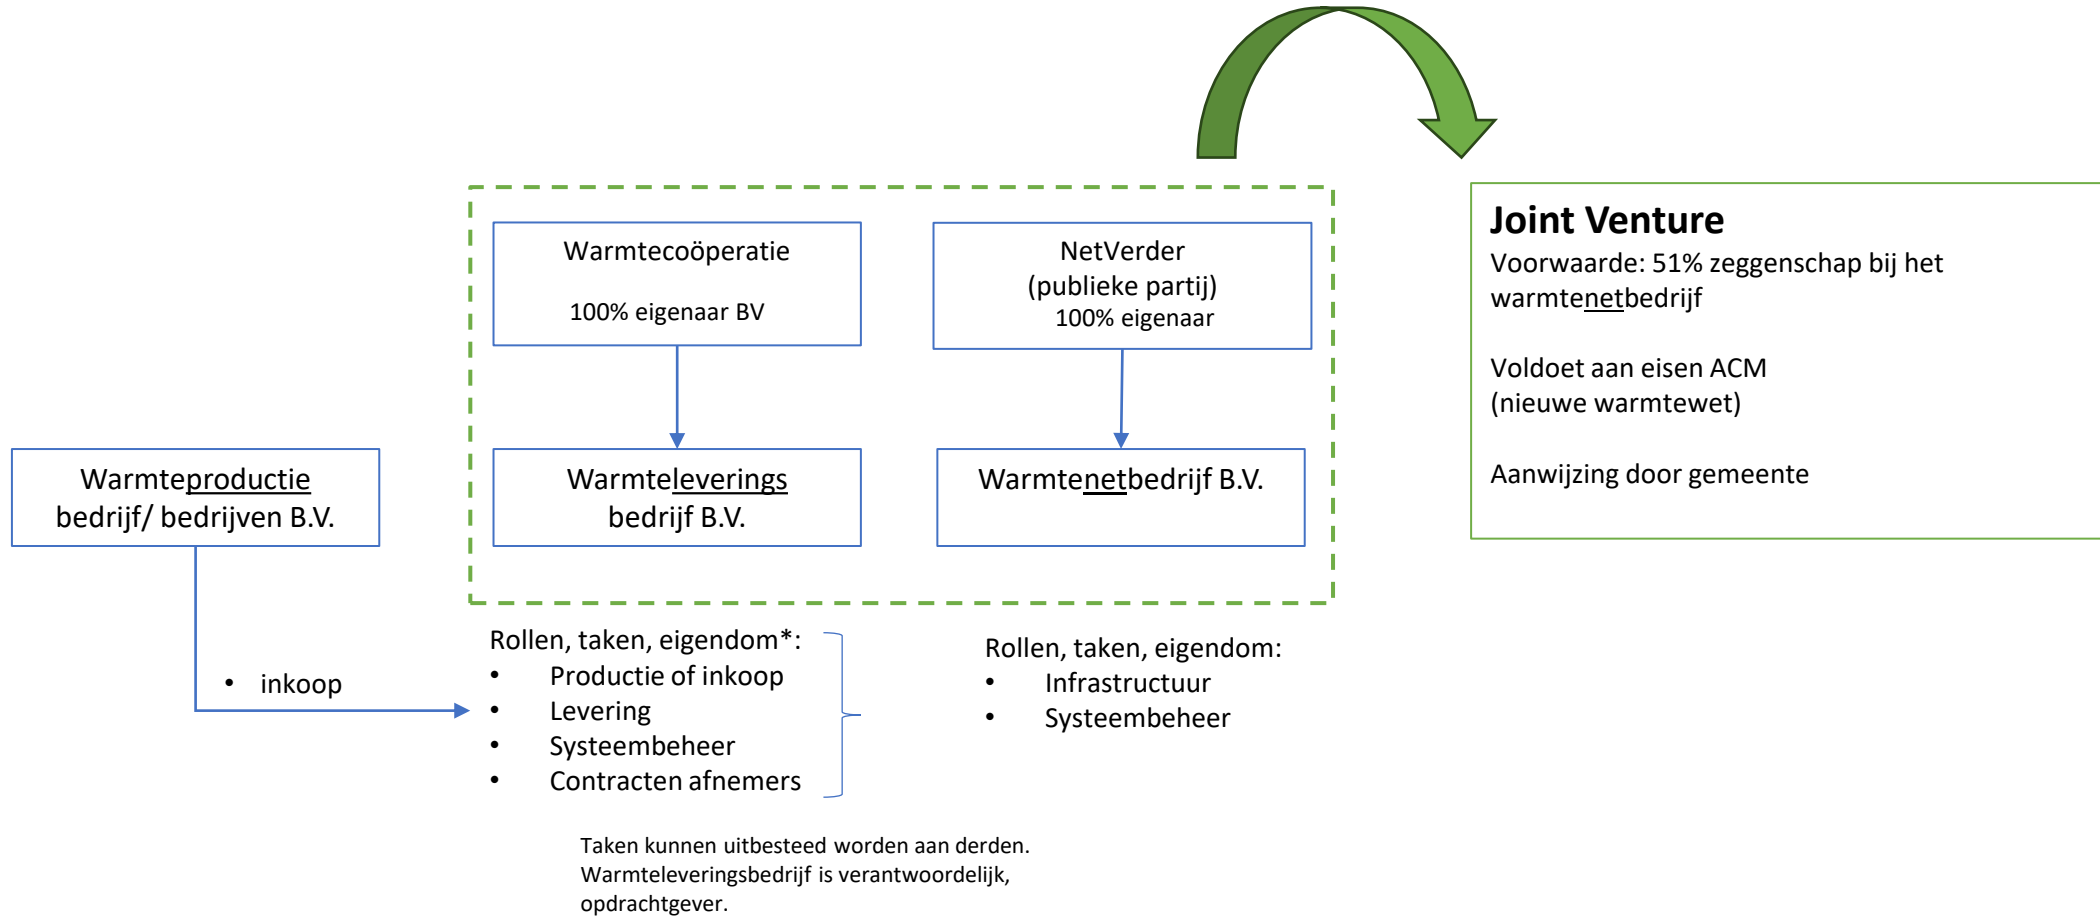 Warmtecoöperatie
100% eigenaar BV
NetVerder
(publieke partij)
100% eigenaar
Joint Venture
Voorwaarde: 51% zeggenschap bij het
warmtenetbedrijf
Voldoet aan eisen ACM
(nieuwe warmtewet)
Aanwijzing door gemeente
Warmteproductie
bedrijf/ bedrijven B.V.
Warmteleverings
bedrijf B.V.
Warmtenetbedrijf B.V.
• inkoop
Rollen, taken, eigendom*:
• Productie of inkoop
• Levering
• Systeembeheer
• Contracten afnemers
Rollen, taken, eigendom:
• Infrastructuur
• Systeembeheer
Taken kunnen uitbesteed worden aan derden.
Warmteleveringsbedrijf is verantwoordelijk,
opdrachtgever.